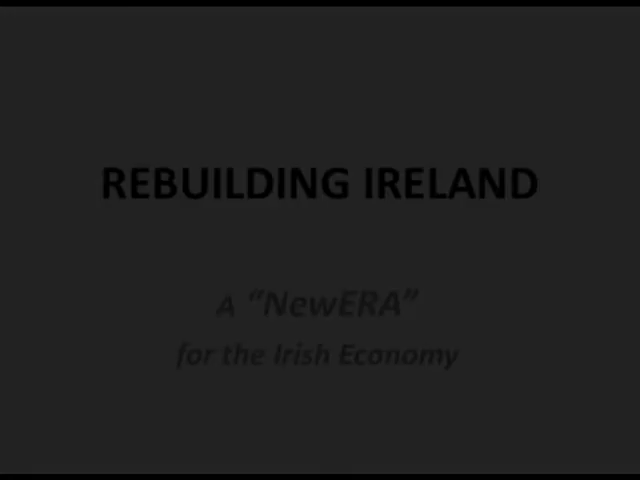 REBUILDING IRELAND
A “NewERA”
for the Irish Economy